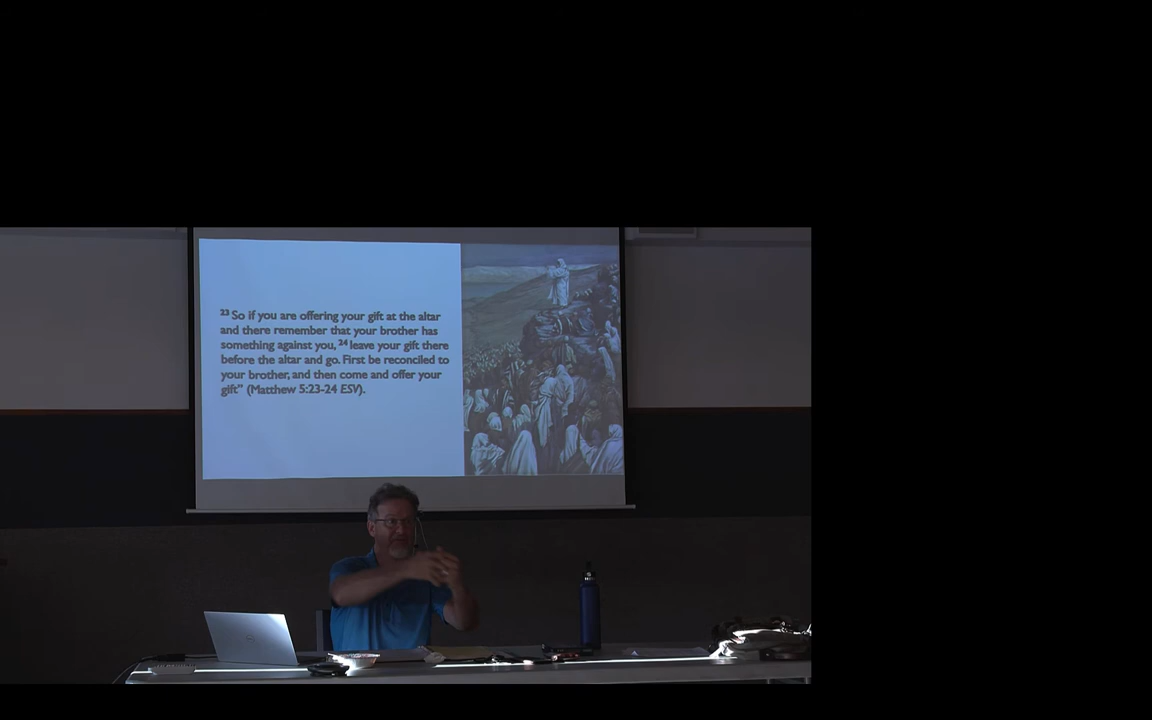 23 So if you are offering your gift at the altar
and there remember that your brother has
something against you, 24 leave your gift there
before the altar and go. First be reconciled to
your brother, and then come and offer your
gift” (Matthew 5:23-24 ESV).